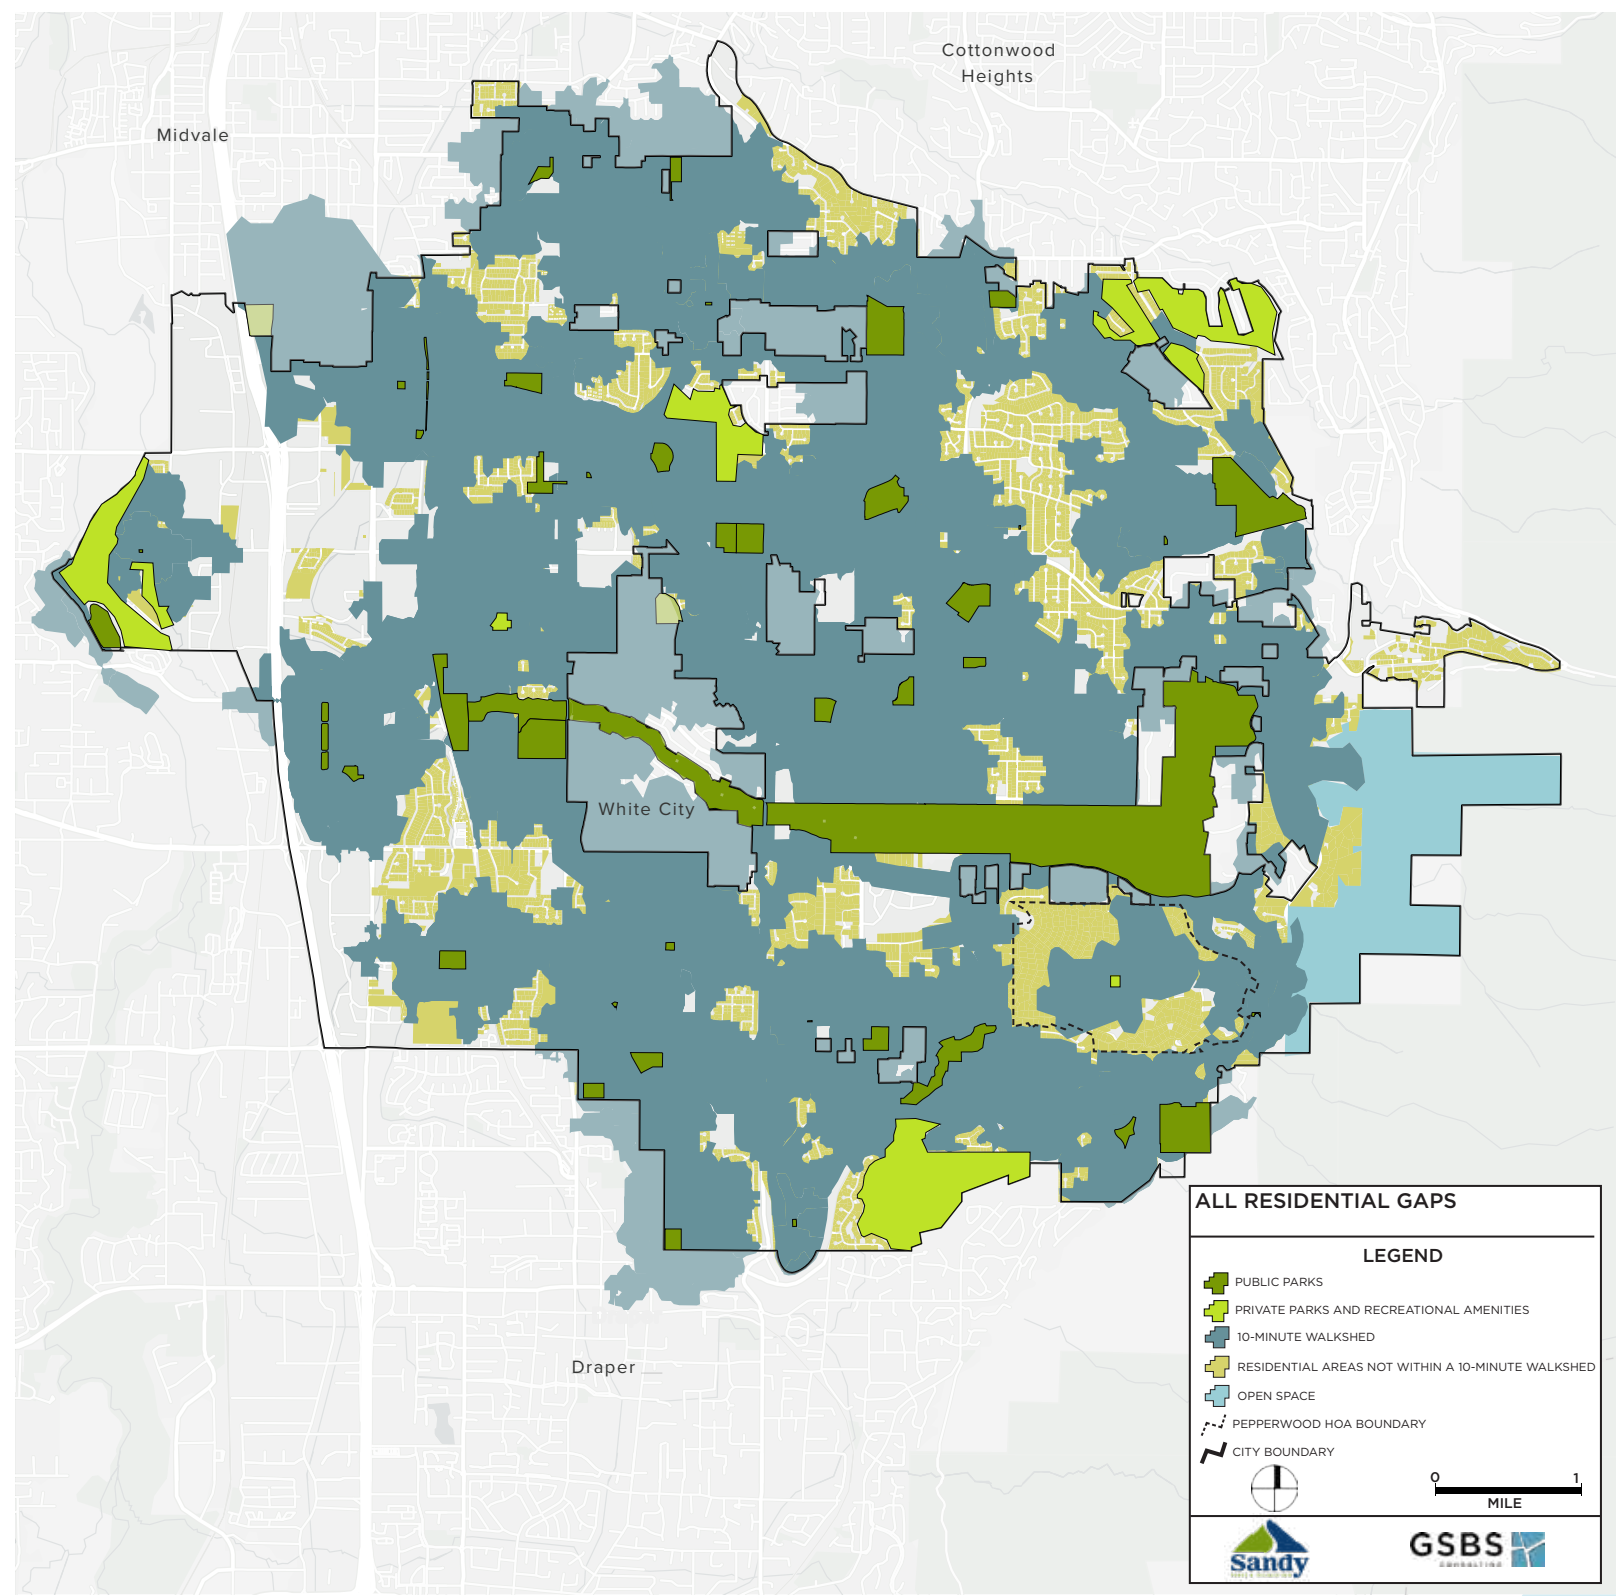 Cottonwood
Heights
Midvale
White City
Draper
ALL RESIDENTIAL GAPS
LEGEND
PUBLIC PARKS
PRIVATE PARKS AND RECREATIONAL AMENITIES
10-MINUTE WALKSHED
RESIDENTIAL AREAS NOT WITHIN A 10-MINUTE WALKSHED
OPEN SPACE
PEPPERWOOD HOA BOUNDARY
CITY BOUNDARY
0 1
MILE
Sandy
GSBS
CONSULTING